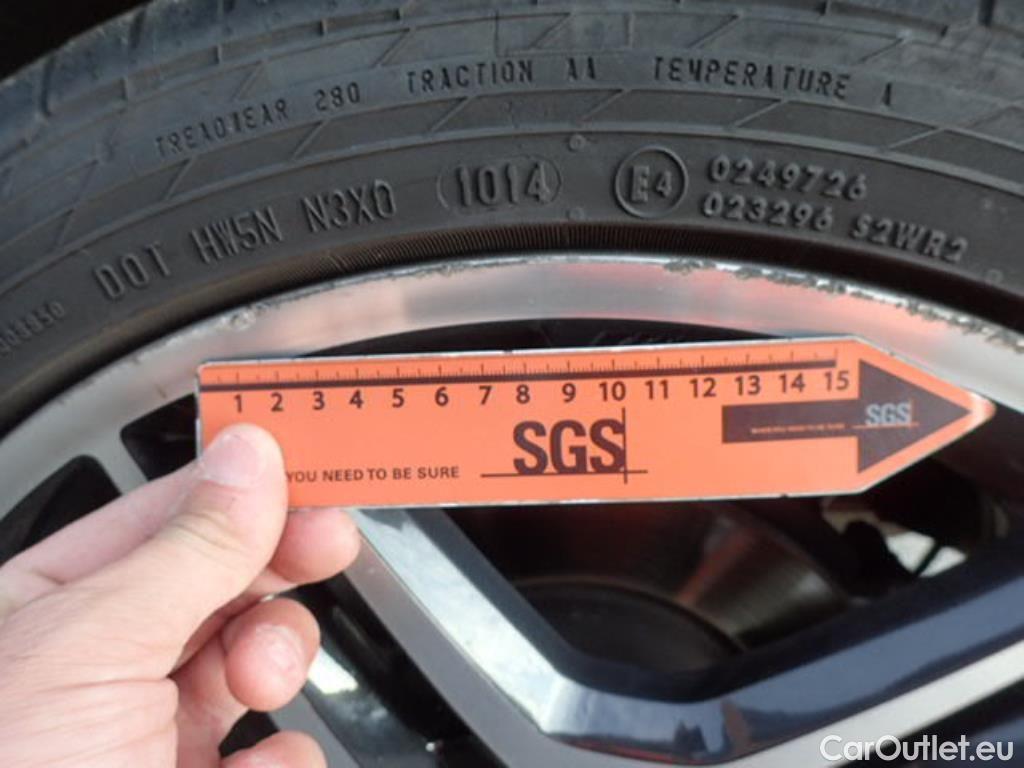 TREADWEAR 280 TRACTION AA TEMPERATURE A
DOT HW5N N3X0 1014 E4 0249726
023296 S2WR2
1 2 3 4 5 6 7 8 9 10 11 12 13 14 15
SGS
SGS
YOU NEED TO BE SURE
CarOutlet.eu